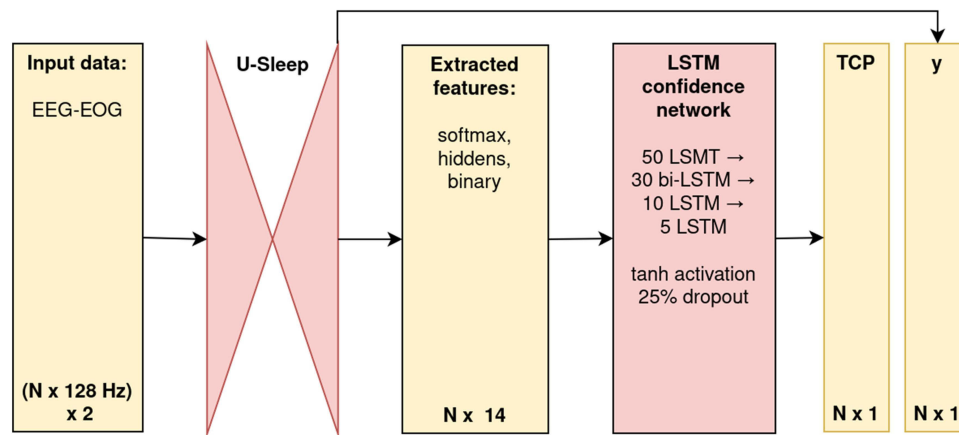 Input data:
EEG-EOG
(N x 128 Hz)
x 2
U-Sleep
Extracted
features:
softmax,
hiddens,
binary
N x 14
LSTM
confidence
network
50 LSMT →
30 bi-LSTM →
10 LSTM →
5 LSTM
tanh activation
25% dropout
TCP
N x 1
y
N x 1